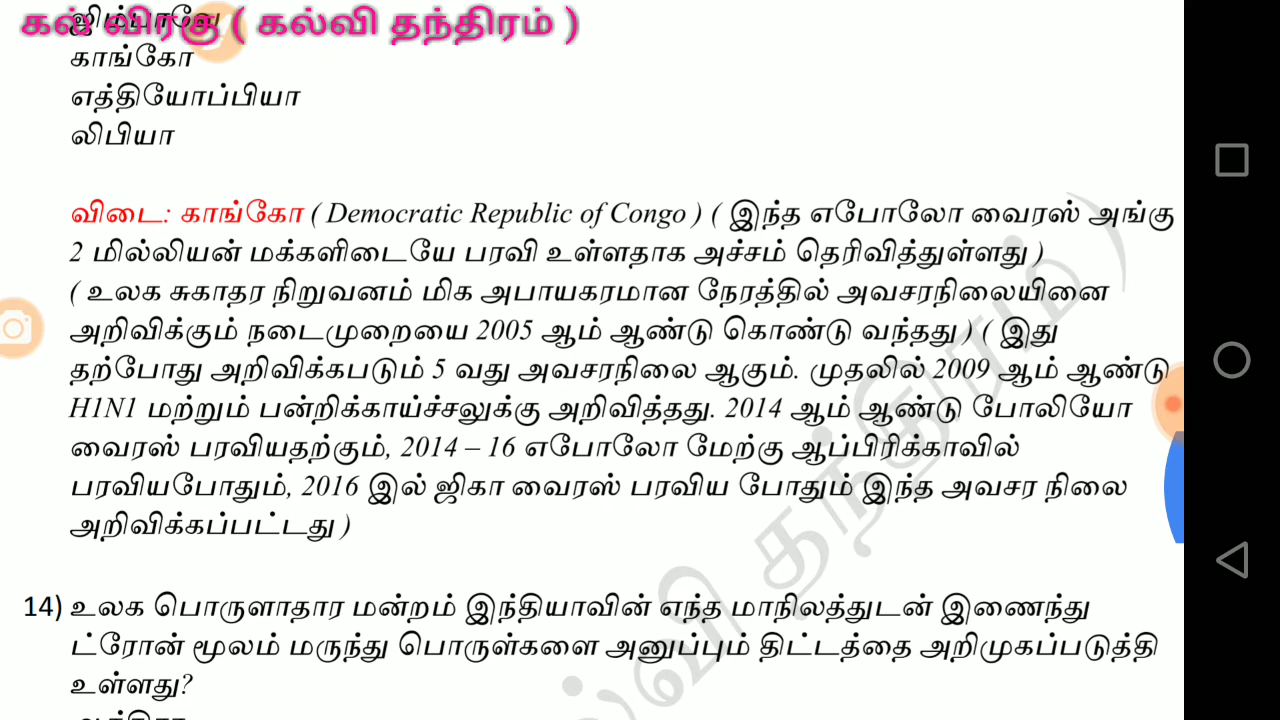 கல் விரகு ( கல்வி தந்திரம் )
காங்கோ
எத்தியோப்பியா
லிபியா
விடை: காங்கோ ( Democratic Republic of Congo ) ( இந்த எபோலோ வைரஸ் அங்கு
2 மில்லியன் மக்களிடையே பரவி உள்ளதாக அச்சம் தெரிவித்துள்ளது )
( உலக சுகாதர நிறுவனம் மிக அபாயகரமான நேரத்தில் அவசரநிலையினை
அறிவிக்கும் நடைமுறையை 2005 ஆம் ஆண்டு கொண்டு வந்தது ) ( இது
தற்போது அறிவிக்கபடும் 5 வது அவசரநிலை ஆகும். முதலில் 2009 ஆம் ஆண்டு
H1N1 மற்றும் பன்றிக்காய்ச்சலுக்கு அறிவித்தது. 2014 ஆம் ஆண்டு போலியோ
வைரஸ் பரவியதற்கும், 2014 – 16 எபோலோ மேற்கு ஆப்பிரிக்காவில்
பரவியபோதும், 2016 இல் ஜிகா வைரஸ் பரவிய போதும் இந்த அவசர நிலை
அறிவிக்கப்பட்டது )
14) உலக பொருளாதார மன்றம் இந்தியாவின் எந்த மாநிலத்துடன் இணைந்து
ட்ரோன் மூலம் மருந்து பொருள்களை அனுப்பும் திட்டத்தை அறிமுகப்படுத்தி
உள்ளது?